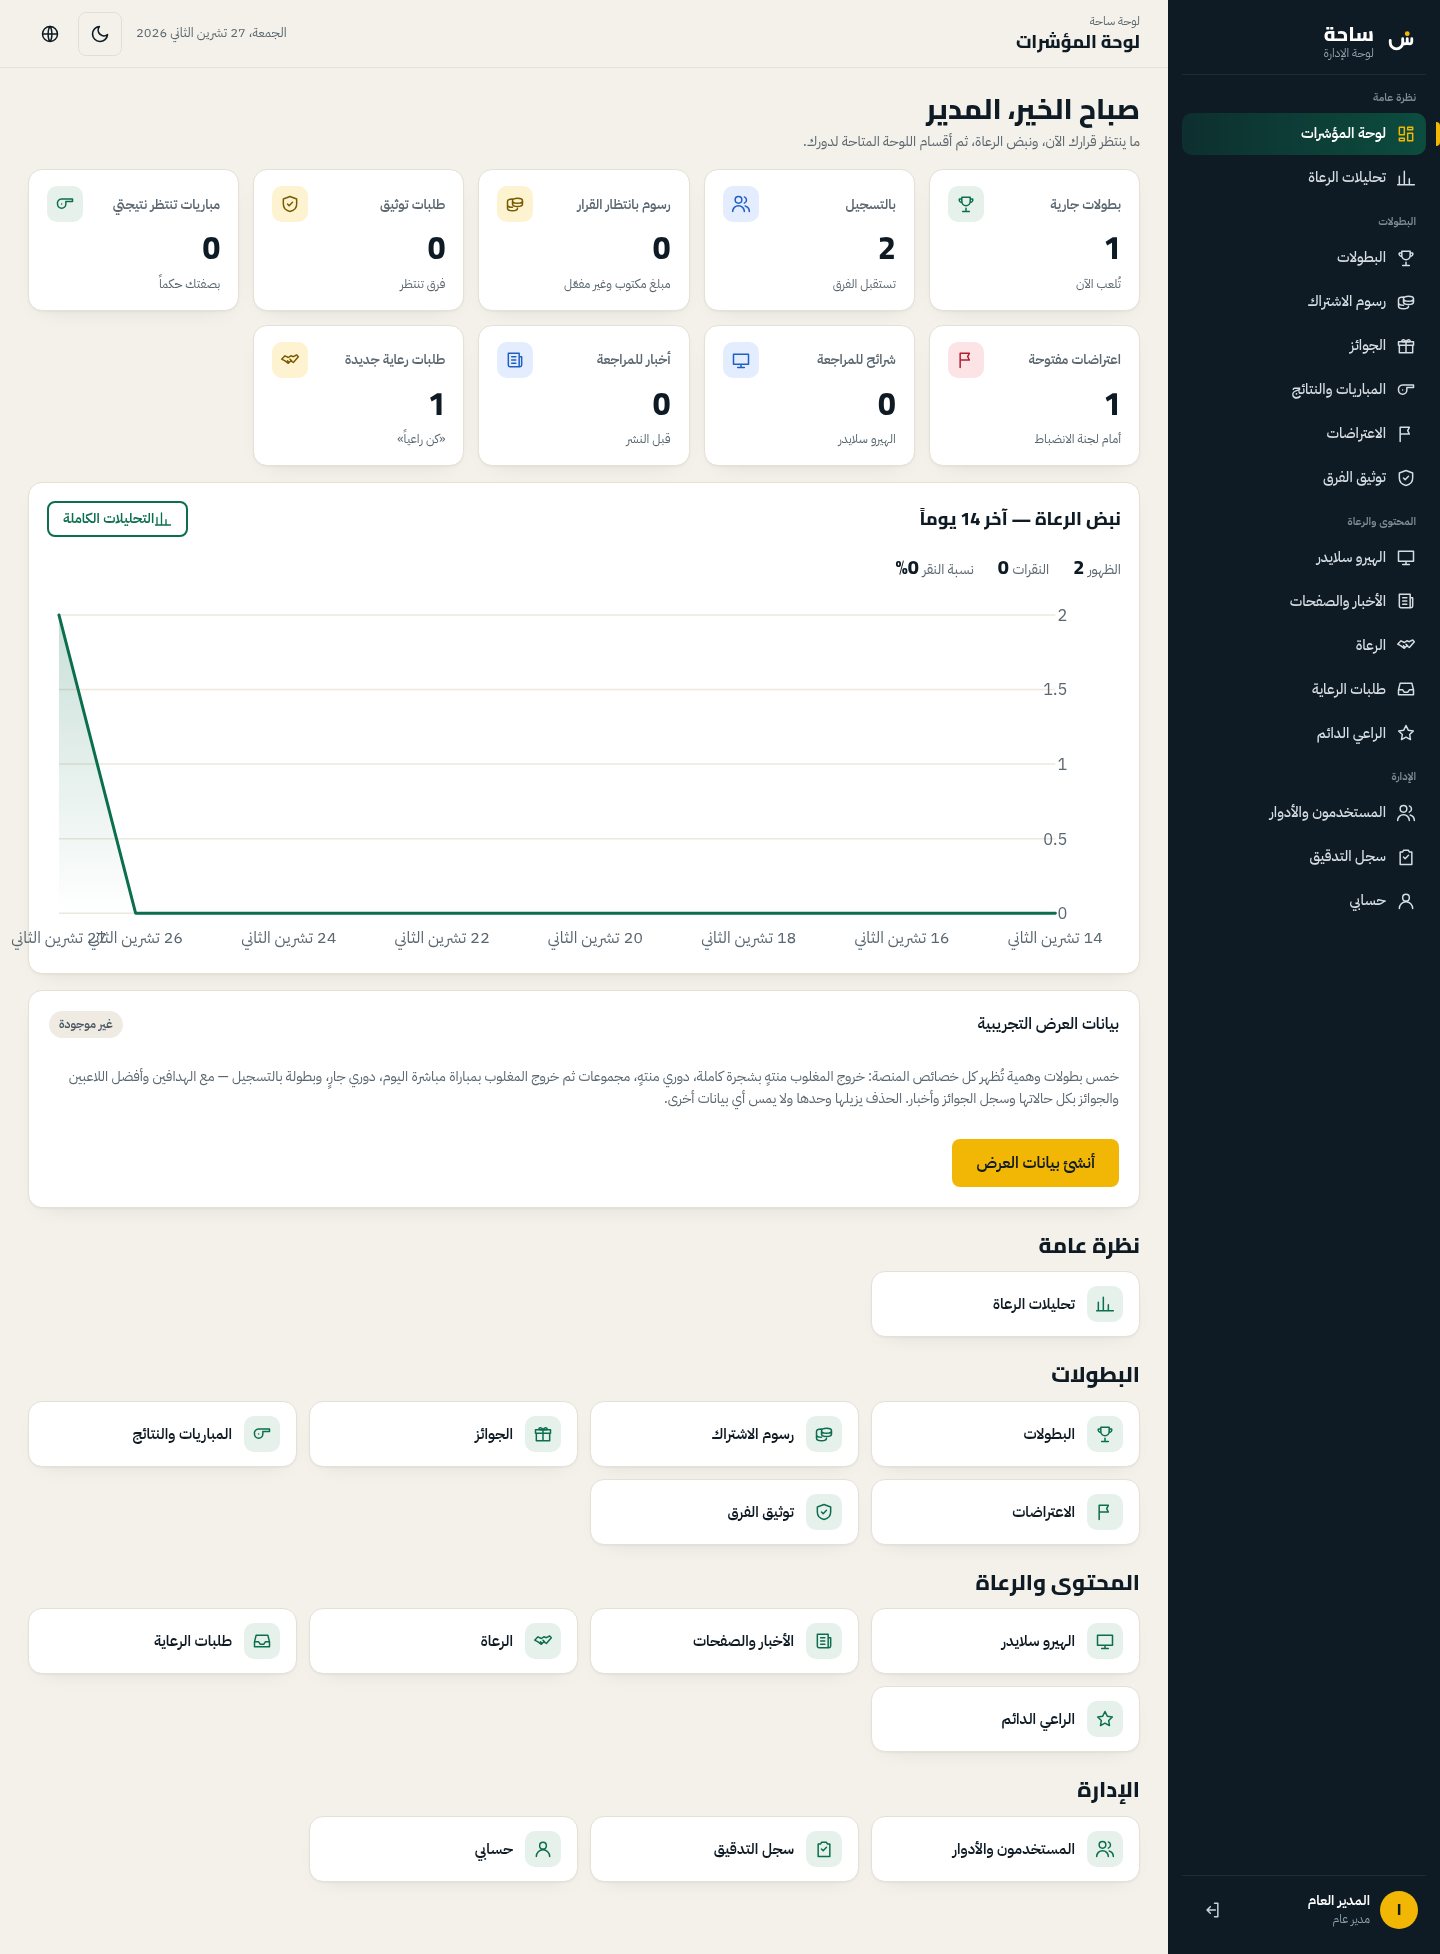 ساحة
لوحة الإدارة
نظرة عامة
لوحة المؤشرات
تحليلات الرعاة
البطولات
البطولات
رسوم الاشتراك
الجوائز
المباريات والنتائج
الاعتراضات
توثيق الفرق
المحتوى والرعاة
الهيرو سلايدر
الأخبار والصفحات
الرعاة
طلبات الرعاية
الراعي الدائم
الإدارة
المستخدمون والأدوار
سجل التدقيق
حسابي
ا
المدير العام
مدير عام
لوحة ساحة
لوحة المؤشرات
الجمعة، 27 تشرين الثاني 2026
صباح الخير، المدير
ما ينتظر قرارك الآن، ونبض الرعاة، ثم أقسام اللوحة المتاحة لدورك.
بطولات جارية
1
تُلعب الآن
بالتسجيل
2
تستقبل الفرق
رسوم بانتظار القرار
0
مبلغ مكتوب وغير مفعّل
طلبات توثيق
0
فرق تنتظر
مباريات تنتظر نتيجتي
0
بصفتك حكماً
اعتراضات مفتوحة
1
أمام لجنة الانضباط
شرائح للمراجعة
0
الهيرو سلايدر
أخبار للمراجعة
0
قبل النشر
طلبات رعاية جديدة
1
«كن راعياً»
نبض الرعاة — آخر 14 يوماً
التحليلات الكاملة
الظهور 2 النقرات 0 نسبة النقر 0%
2
1.5
1
0.5
0
14 تشرين الثاني 16 تشرين الثاني 18 تشرين الثاني 20 تشرين الثاني 22 تشرين الثاني 24 تشرين الثاني 26 تشرين الثاني 27 تشرين الثاني
بيانات العرض التجريبية
غير موجودة
خمس بطولات وهمية تُظهر كل خصائص المنصة: خروج المغلوب منتهٍ بشجرة كاملة، دوري منتهٍ، مجموعات ثم خروج المغلوب بمباراة مباشرة اليوم، دوري جارٍ، وبطولة بالتسجيل — مع الهدافين وأفضل اللاعبين
والجوائز بكل حالاتها وسجل الجوائز وأخبار. الحذف يزيلها وحدها ولا يمس أي بيانات أخرى.
أنشئ بيانات العرض
نظرة عامة
تحليلات الرعاة
البطولات
البطولات
رسوم الاشتراك
الجوائز
المباريات والنتائج
الاعتراضات
توثيق الفرق
المحتوى والرعاة
الهيرو سلايدر
الأخبار والصفحات
الرعاة
طلبات الرعاية
الراعي الدائم
الإدارة
المستخدمون والأدوار
سجل التدقيق
حسابي